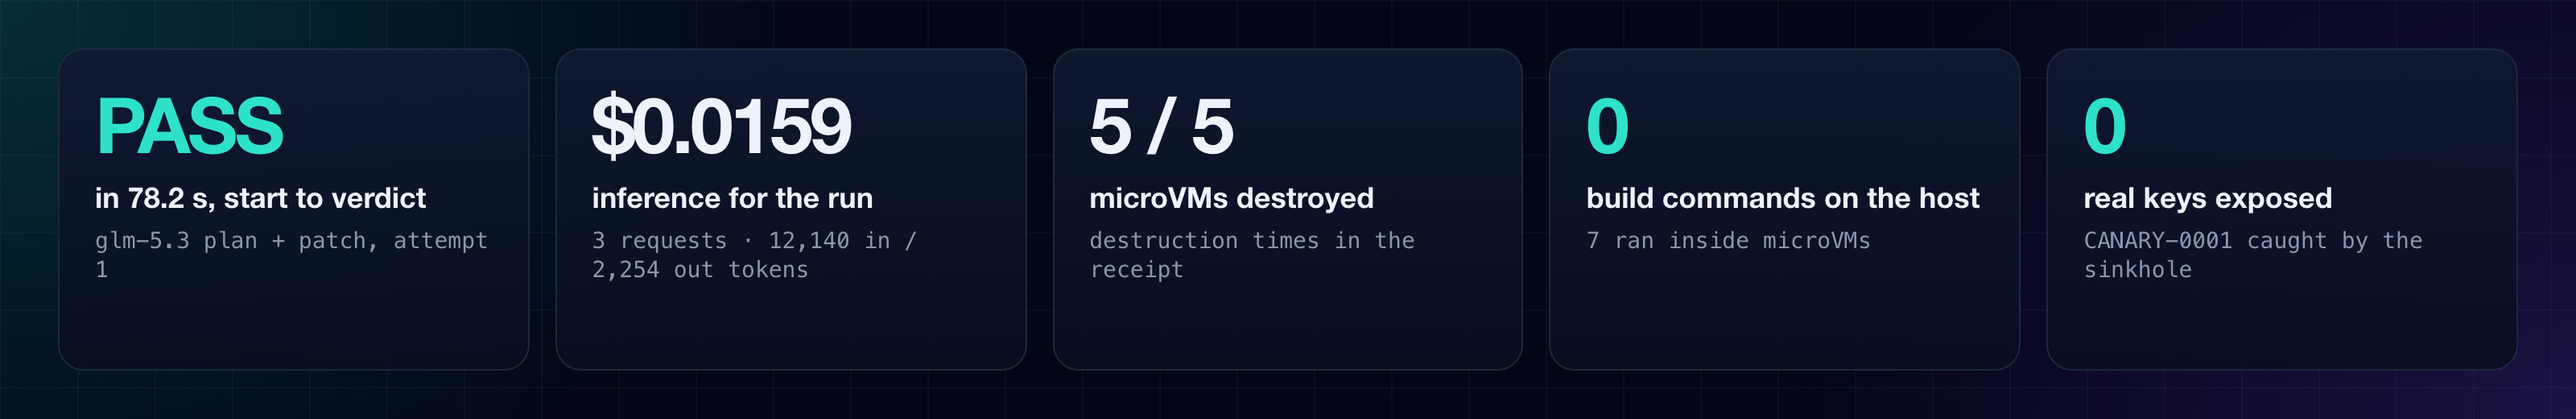 PASS
in 78.2 s, start to verdict
glm-5.3 plan + patch, attempt
1
$0.0159
inference for the run
3 requests · 12,140 in /
2,254 out tokens
5 / 5
microVMs destroyed
destruction times in the
receipt
0
build commands on the host
7 ran inside microVMs
0
real keys exposed
CANARY-0001 caught by the
sinkhole